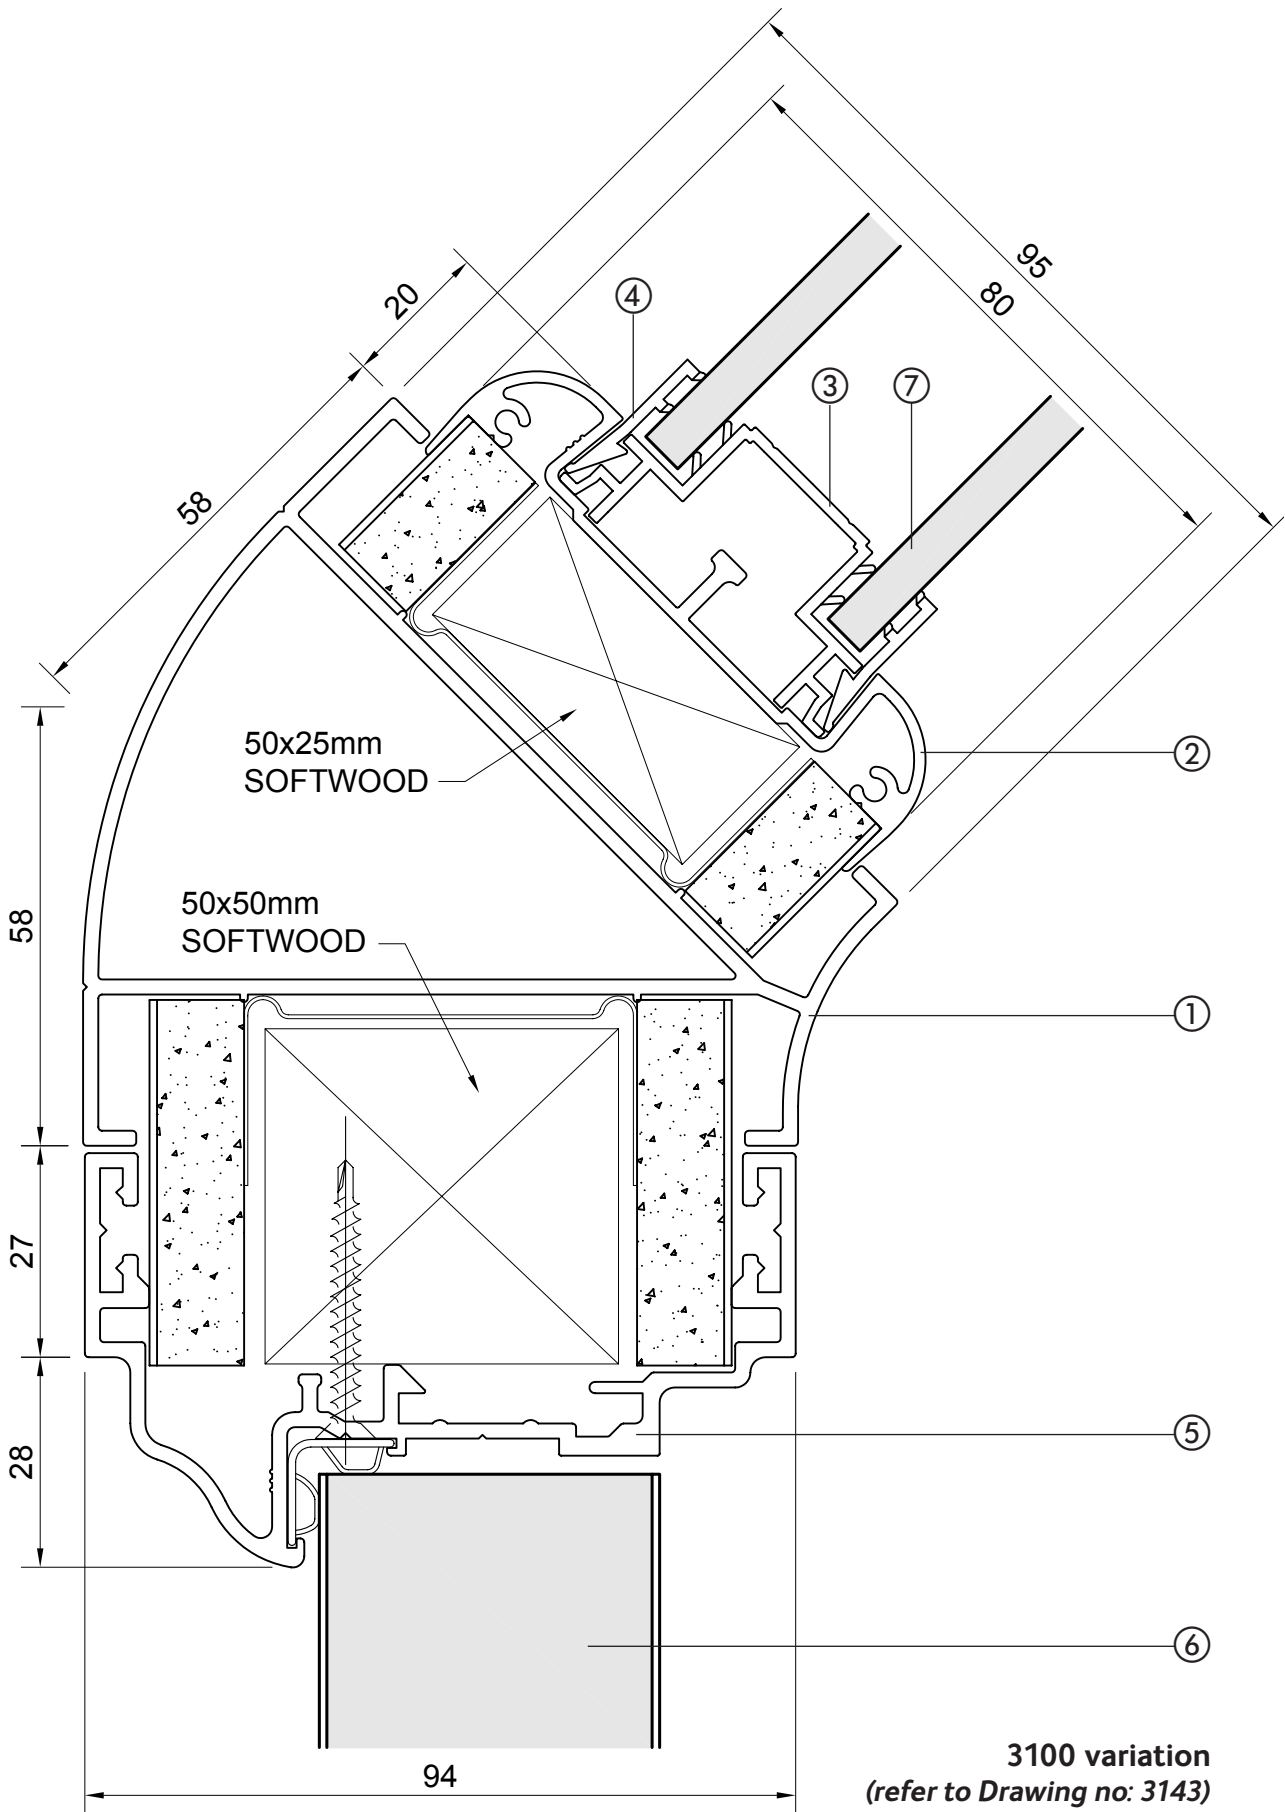 95
80
20
④
③
⑦
58
50x25mm
SOFTWOOD
②
50x50mm
SOFTWOOD
58
①
27
28
⑤
⑥
94
3100 variation
(refer to Drawing no: 3143)